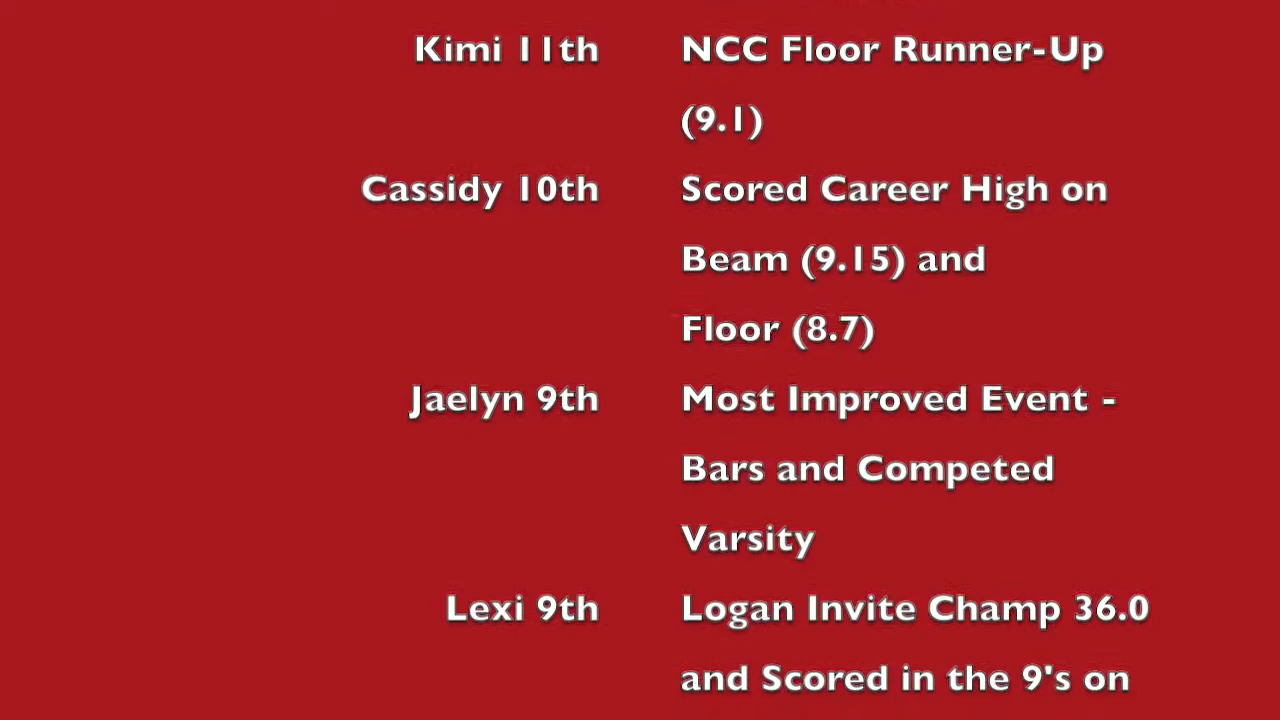 Kimi 11th NCC Floor Runner-Up
(9.1)
Cassidy 10th Scored Career High on
Beam (9.15) and
Floor (8.7)
Jaelyn 9th Most Improved Event -
Bars and Competed
Varsity
Lexi 9th Logan Invite Champ 36.0
and Scored in the 9's on